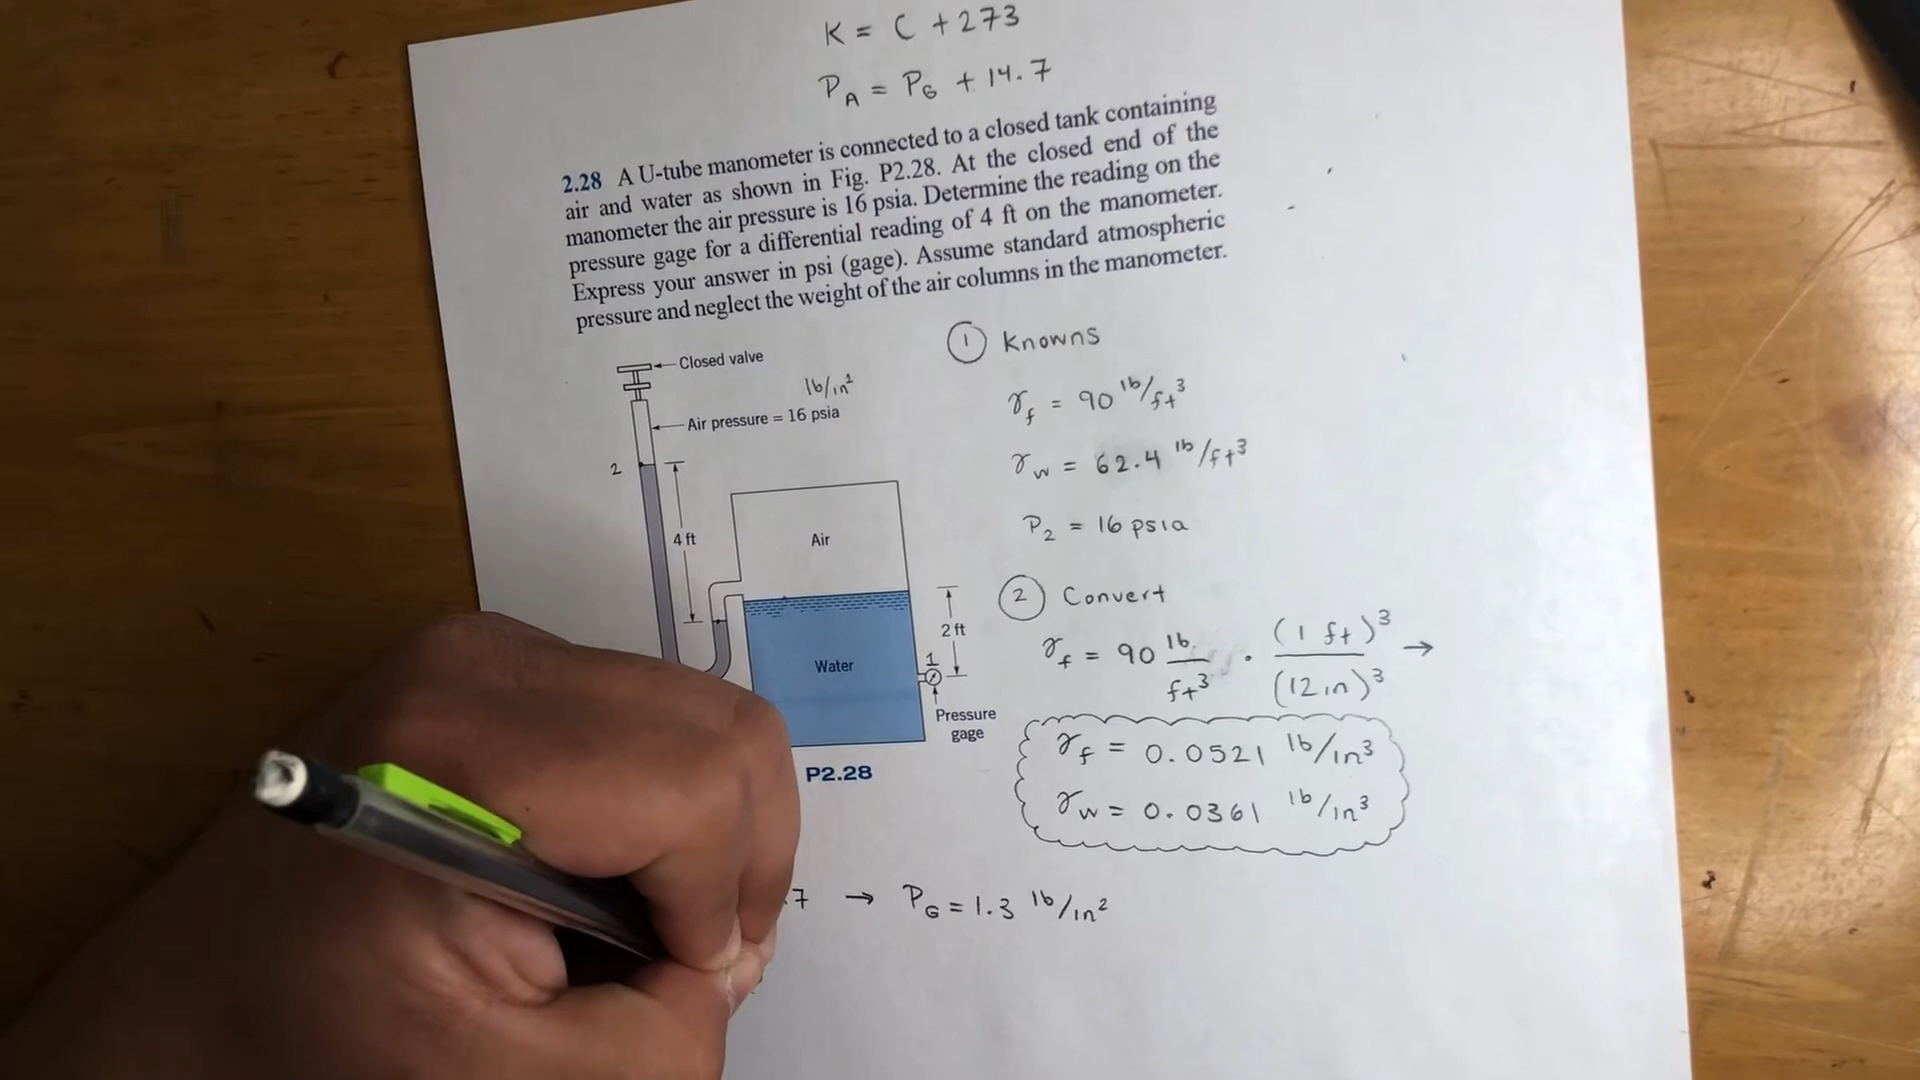 K = C + 273
P_A = P_G + 14.7
2.28 A U-tube manometer is connected to a closed tank containing
air and water as shown in Fig. P2.28. At the closed end of the
manometer the air pressure is 16 psia. Determine the reading on the
pressure gage for a differential reading of 4 ft on the manometer.
Express your answer in psi (gage). Assume standard atmospheric
pressure and neglect the weight of the air columns in the manometer.
Closed valve
lb/in²
Air pressure = 16 psia
2
4 ft
Air
2 ft
Water
1
Pressure
gage
P2.28
① Knowns
γ_f = 90 lb/ft³
γ_w = 62.4 lb/ft³
P₂ = 16 psia
② Convert
γ_f = 90 lb/ft³ · (1 ft)³/(12 in)³ →
γ_f = 0.0521 lb/in³
γ_w = 0.0361 lb/in³
.7 → P_G = 1.3 lb/in²